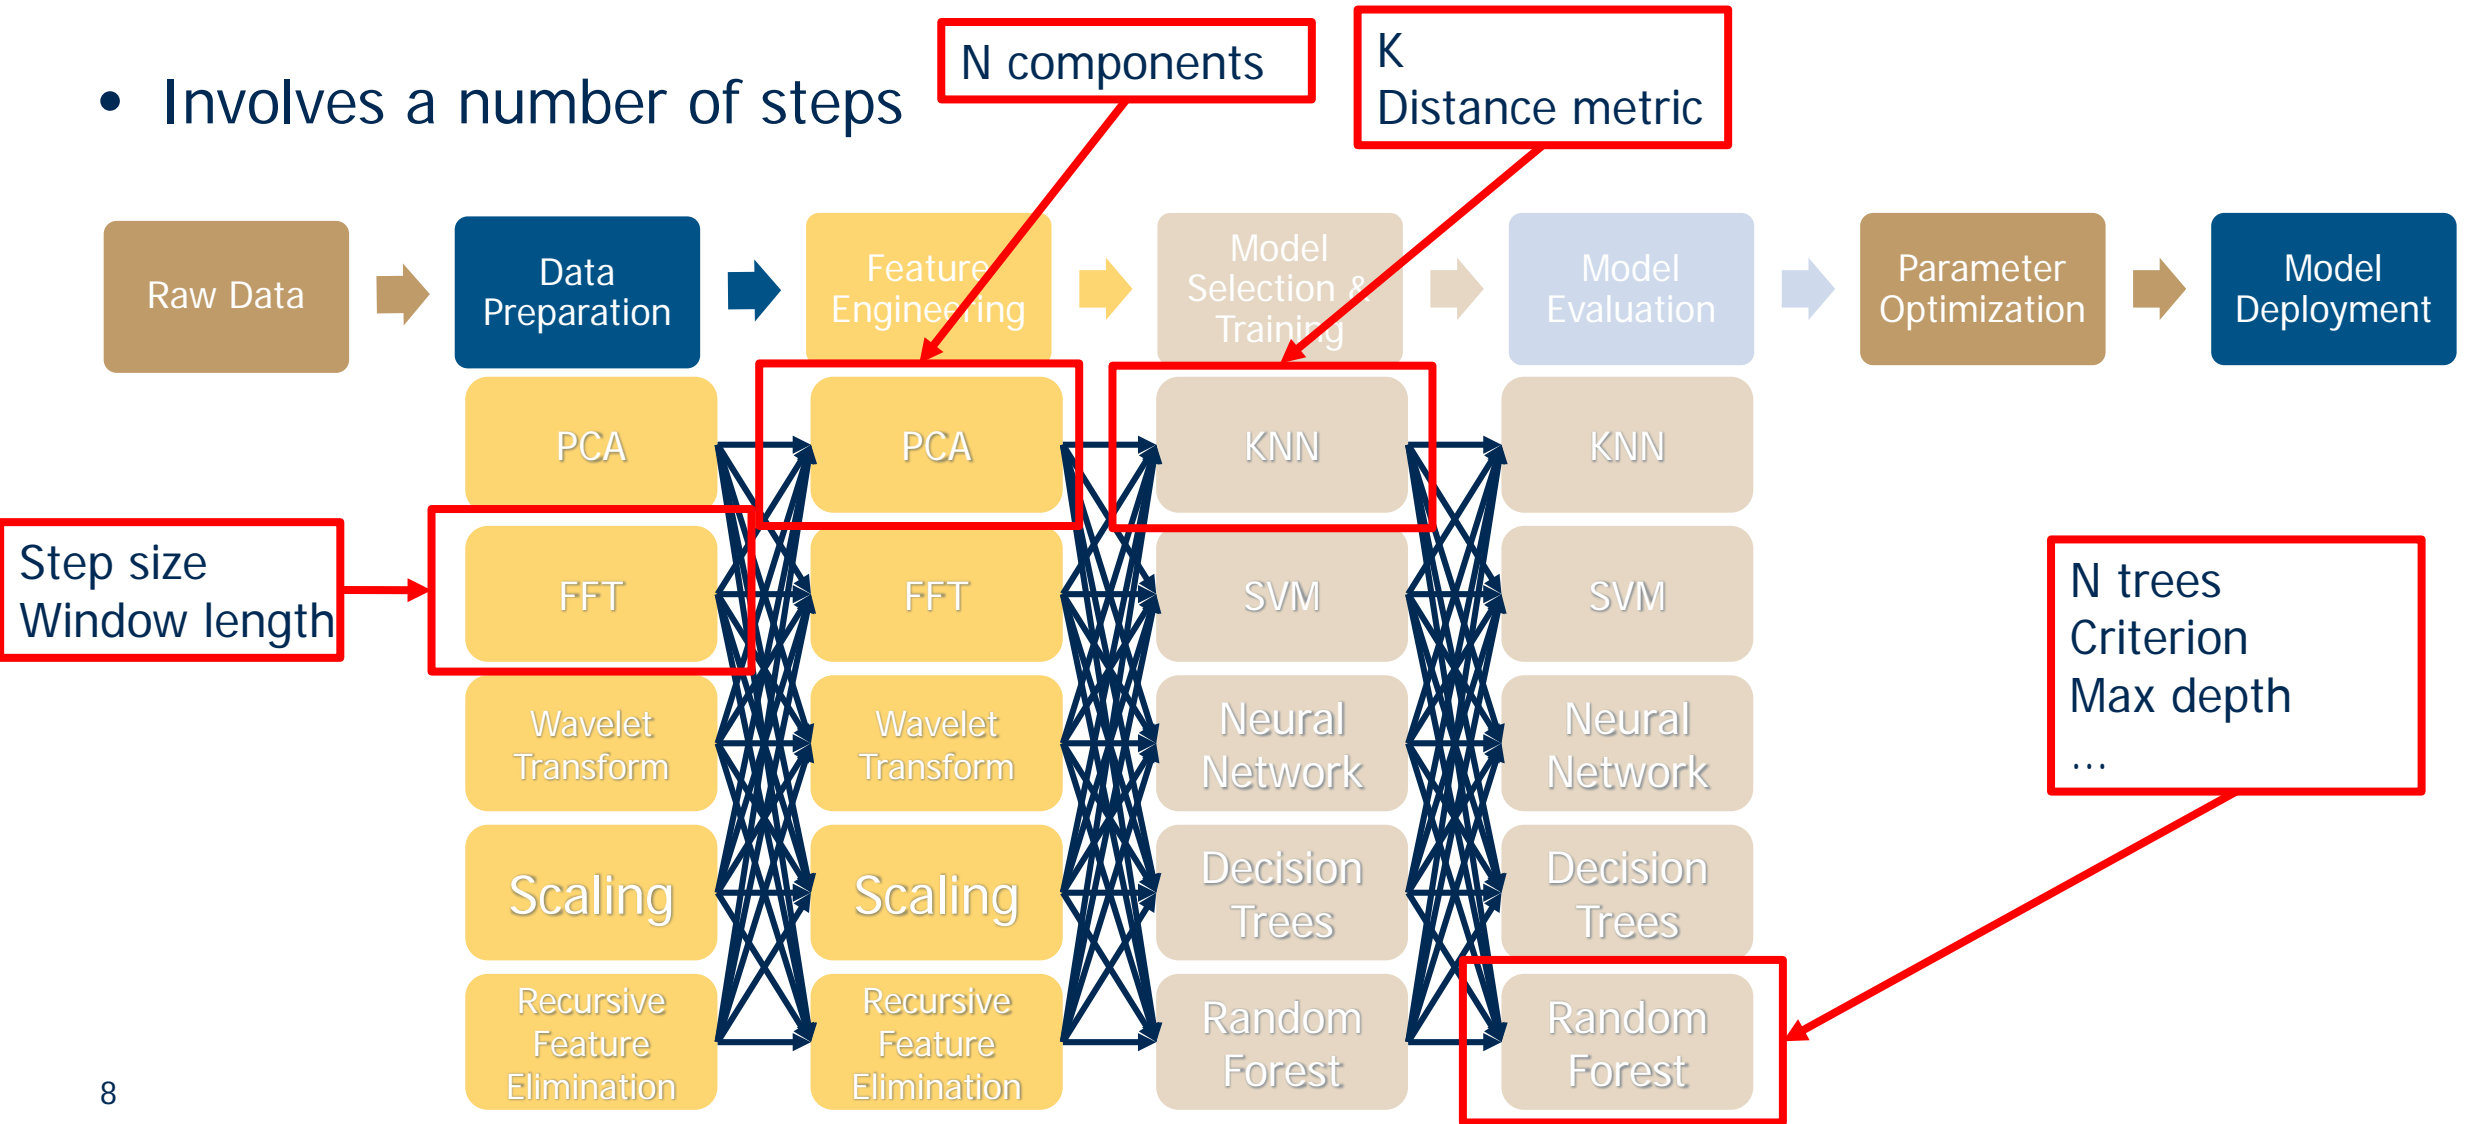 • Involves a number of steps
N components
K
Distance metric
Raw Data
Data
Preparation
Feature
Engineering
Model
Selection &
Training
Model
Evaluation
Parameter
Optimization
Model
Deployment
PCA
PCA
KNN
KNN
Step size
Window length
FFT
FFT
SVM
SVM
N trees
Criterion
Max depth
...
Wavelet
Transform
Wavelet
Transform
Neural
Network
Neural
Network
Scaling
Scaling
Decision
Trees
Decision
Trees
Recursive
Feature
Elimination
Recursive
Feature
Elimination
Random
Forest
Random
Forest
8